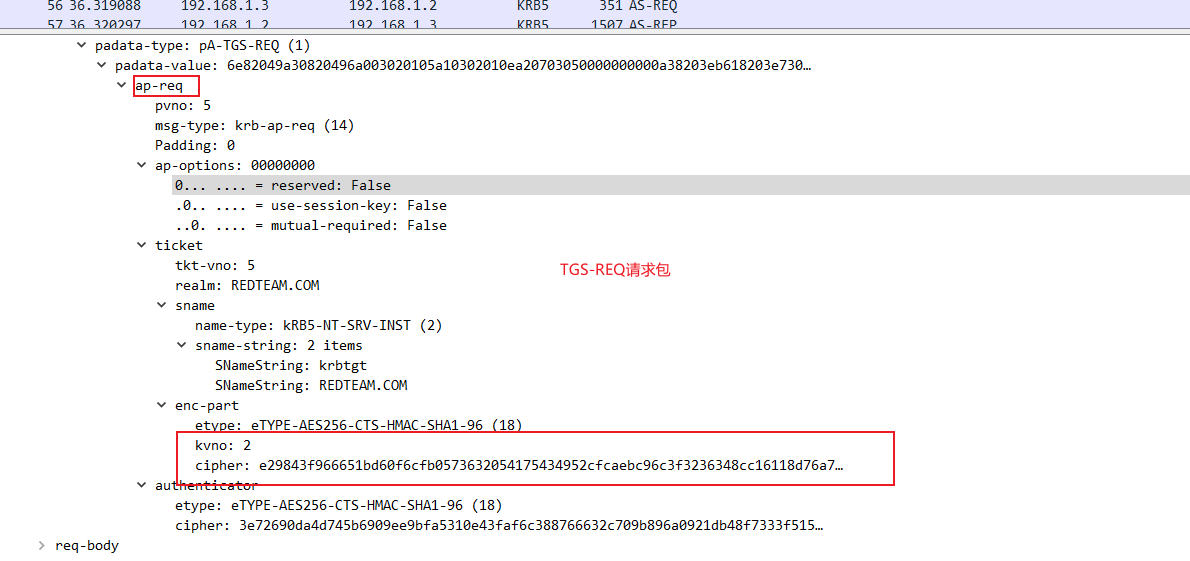 56 36.319088 192.168.1.3 192.168.1.2 KRB5 351 AS-REQ
57 36.320297 192.168.1.2 192.168.1.3 KRB5 1507 AS-REP
padata-type: pA-TGS-REQ (1)
padata-value: 6e82049a30820496a003020105a10302010ea20703050000000000a38203eb618203e730…
ap-req
pvno: 5
msg-type: krb-ap-req (14)
Padding: 0
ap-options: 00000000
0... .... = reserved: False
.0.. .... = use-session-key: False
..0. .... = mutual-required: False
ticket
tkt-vno: 5
TGS-REQ请求包
realm: REDTEAM.COM
sname
name-type: kRB5-NT-SRV-INST (2)
sname-string: 2 items
SNameString: krbtgt
SNameString: REDTEAM.COM
enc-part
etype: eTYPE-AES256-CTS-HMAC-SHA1-96 (18)
kvno: 2
cipher: e29843f966651bd60f6cfb0573632054175434952cfcaebc96c3f3236348cc16118d76a7…
authenticator
etype: eTYPE-AES256-CTS-HMAC-SHA1-96 (18)
cipher: 3e72690da4d745b6909ee9bfa5310e43faf6c388766632c709b896a0921db48f7333f515…
req-body